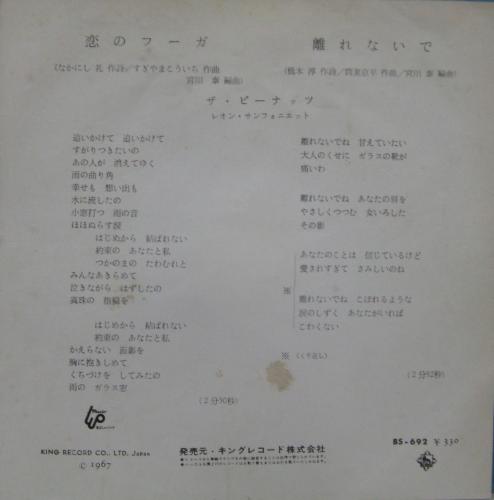 恋のフーガ
(なかにし 礼 作詩／すぎやまこういち 作曲
宮川 泰 編曲)
離れないで
(橋本 淳 作詩／筒美京平 作曲／宮川 泰 編曲)
ザ・ピーナッツ
レオン・サンフォニエット
追いかけて 追いかけて
すがりつきたいの
あの人が 消えてゆく
雨の曲り角
幸せも 想い出も
水に流したの
小窓打つ 雨の音
ほほぬらす涙
はじめから 結ばれない
約束の あなたと私
つかのまの たわむれと
みんなあきらめて
泣きながら はずしたの
真珠の 指輪を
はじめから 結ばれない
約束の あなたと私
かえらない 面影を
胸に抱きしめて
くちづけを してみたの
雨の ガラス窓
(2分50秒)
離れないでね 甘えていたい
大人のくせに ガラスの靴が
痛いわ
離れないでね あなたの肩を
やさしくつつむ 女いろした
その影
あなたのことは 信じているけど
愛されすぎて さみしいのね
※
離れないでね こぼれるような
涙のしずく あなたがいれば
こわくない
※ (くり返し)
(2分42秒)
KING RECORD CO., LTD. Japan
© 1967
発売元・キングレコード株式会社
BS-692 ￥330